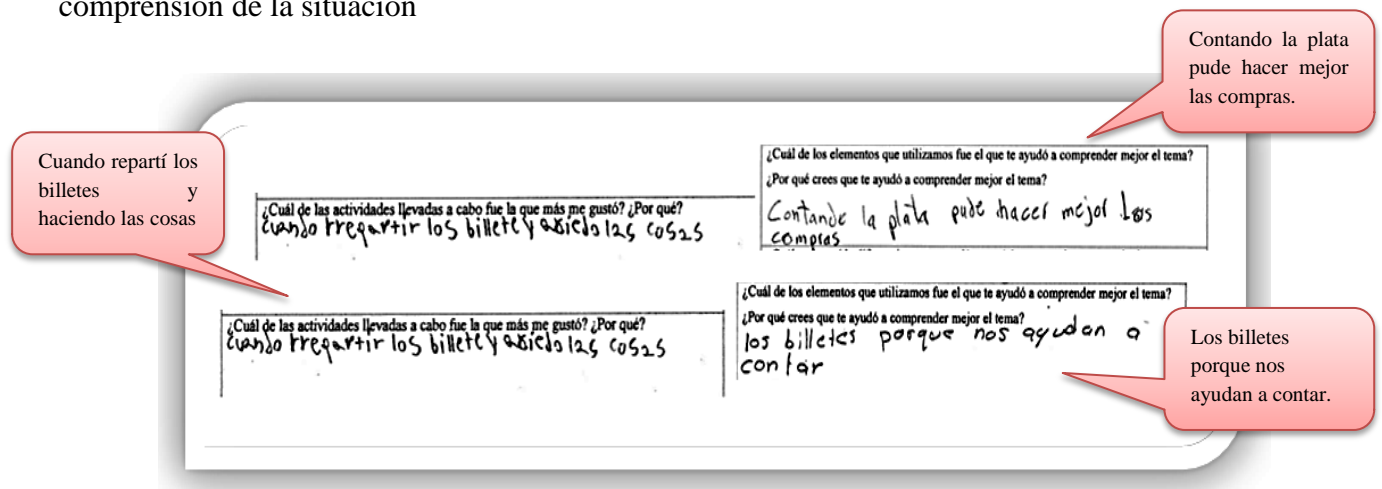 comprensión de la situación
Contando la plata
pude hacer mejor
las compras.
Cuando repartí los
billetes y
haciendo las cosas
¿Cuál de las actividades llevadas a cabo fue la que más me gustó? ¿Por qué?
cuando rregartir los billete y asiedo las cosas
¿Cuál de los elementos que utilizamos fue el que te ayudó a comprender mejor el tema?
¿Por qué crees que te ayudó a comprender mejor el tema?
Contande la plata pude hacer mejor Los
compras
¿Cuál de las actividades llevadas a cabo fue la que más me gustó? ¿Por qué?
cuando rregartir los billete y asiedo las cosas
¿Cuál de los elementos que utilizamos fue el que te ayudó a comprender mejor el tema?
¿Por qué crees que te ayudó a comprender mejor el tema?
los billetes porque nos ayudan a
contar
Los billetes
porque nos
ayudan a contar.